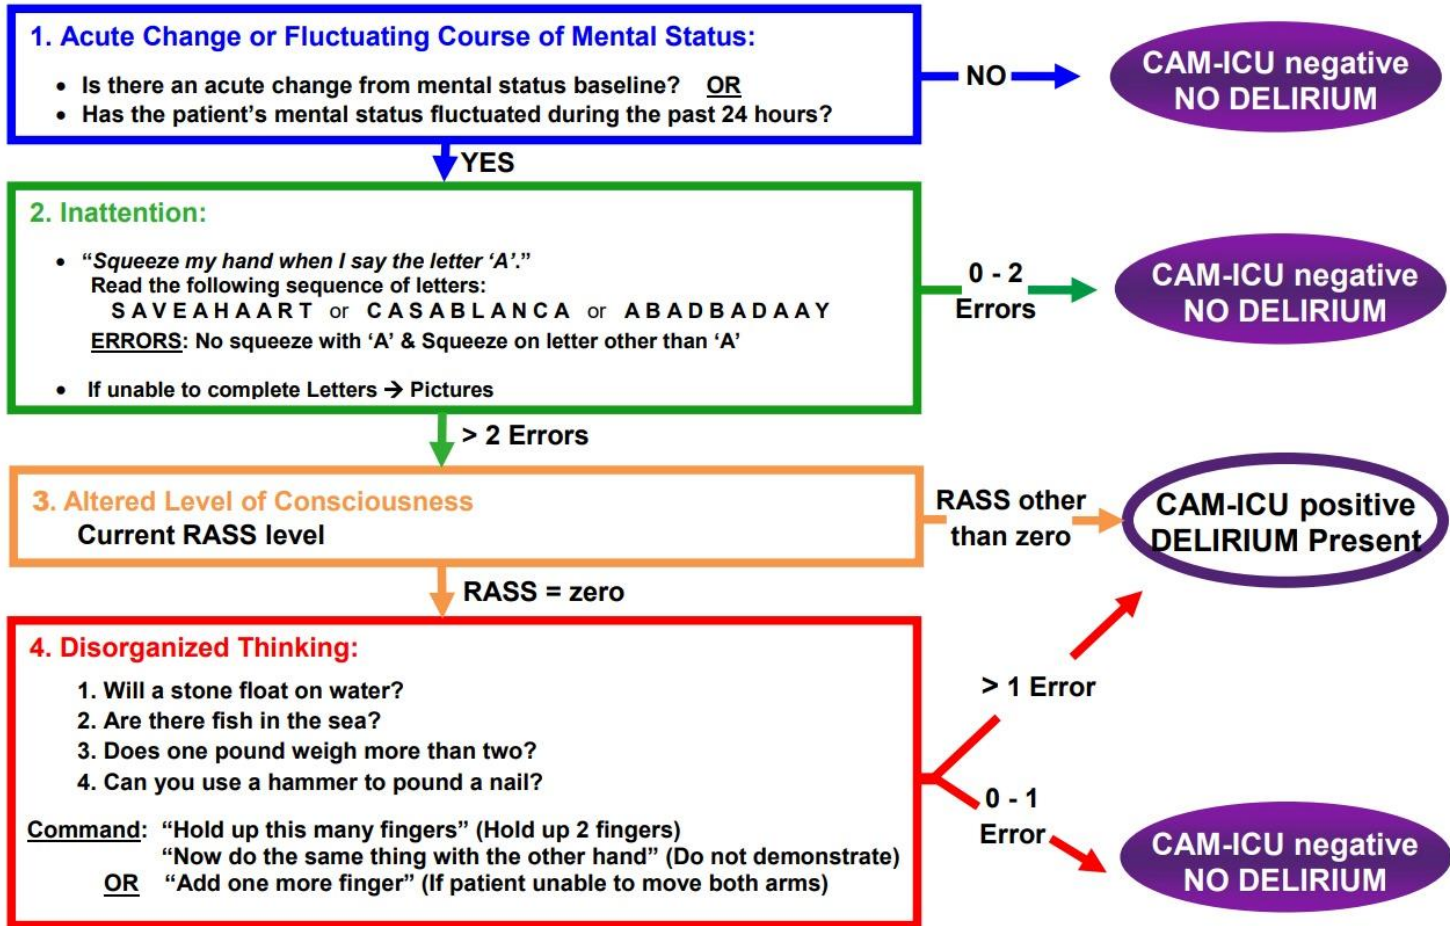 1. Acute Change or Fluctuating Course of Mental Status:
• Is there an acute change from mental status baseline? OR
• Has the patient’s mental status fluctuated during the past 24 hours?
NO
CAM-ICU negative
NO DELIRIUM
YES
2. Inattention:
• “Squeeze my hand when I say the letter ‘A’.”
Read the following sequence of letters:
S A V E A H A A R T or C A S A B L A N C A or A B A D B A D A A Y
ERRORS: No squeeze with ‘A’ & Squeeze on letter other than ‘A’
• If unable to complete Letters → Pictures
0 - 2
Errors
CAM-ICU negative
NO DELIRIUM
> 2 Errors
3. Altered Level of Consciousness
Current RASS level
RASS other
than zero
CAM-ICU positive
DELIRIUM Present
RASS = zero
4. Disorganized Thinking:
1. Will a stone float on water?
2. Are there fish in the sea?
3. Does one pound weigh more than two?
4. Can you use a hammer to pound a nail?
Command: “Hold up this many fingers” (Hold up 2 fingers)
“Now do the same thing with the other hand” (Do not demonstrate)
OR “Add one more finger” (If patient unable to move both arms)
> 1 Error
0 - 1
Error
CAM-ICU negative
NO DELIRIUM